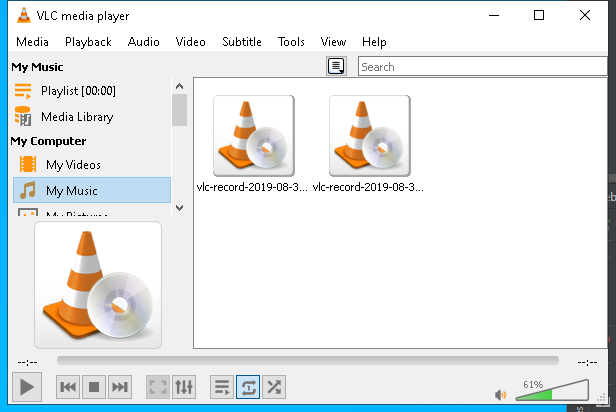 VLC media player
Media Playback Audio Video Subtitle Tools View Help
My Music
Search
Playlist [00:00]
Media Library
My Computer
My Videos
My Music
My Pictures
vlc-record-2019-08-3... vlc-record-2019-08-3...
--:-- --:--
61%